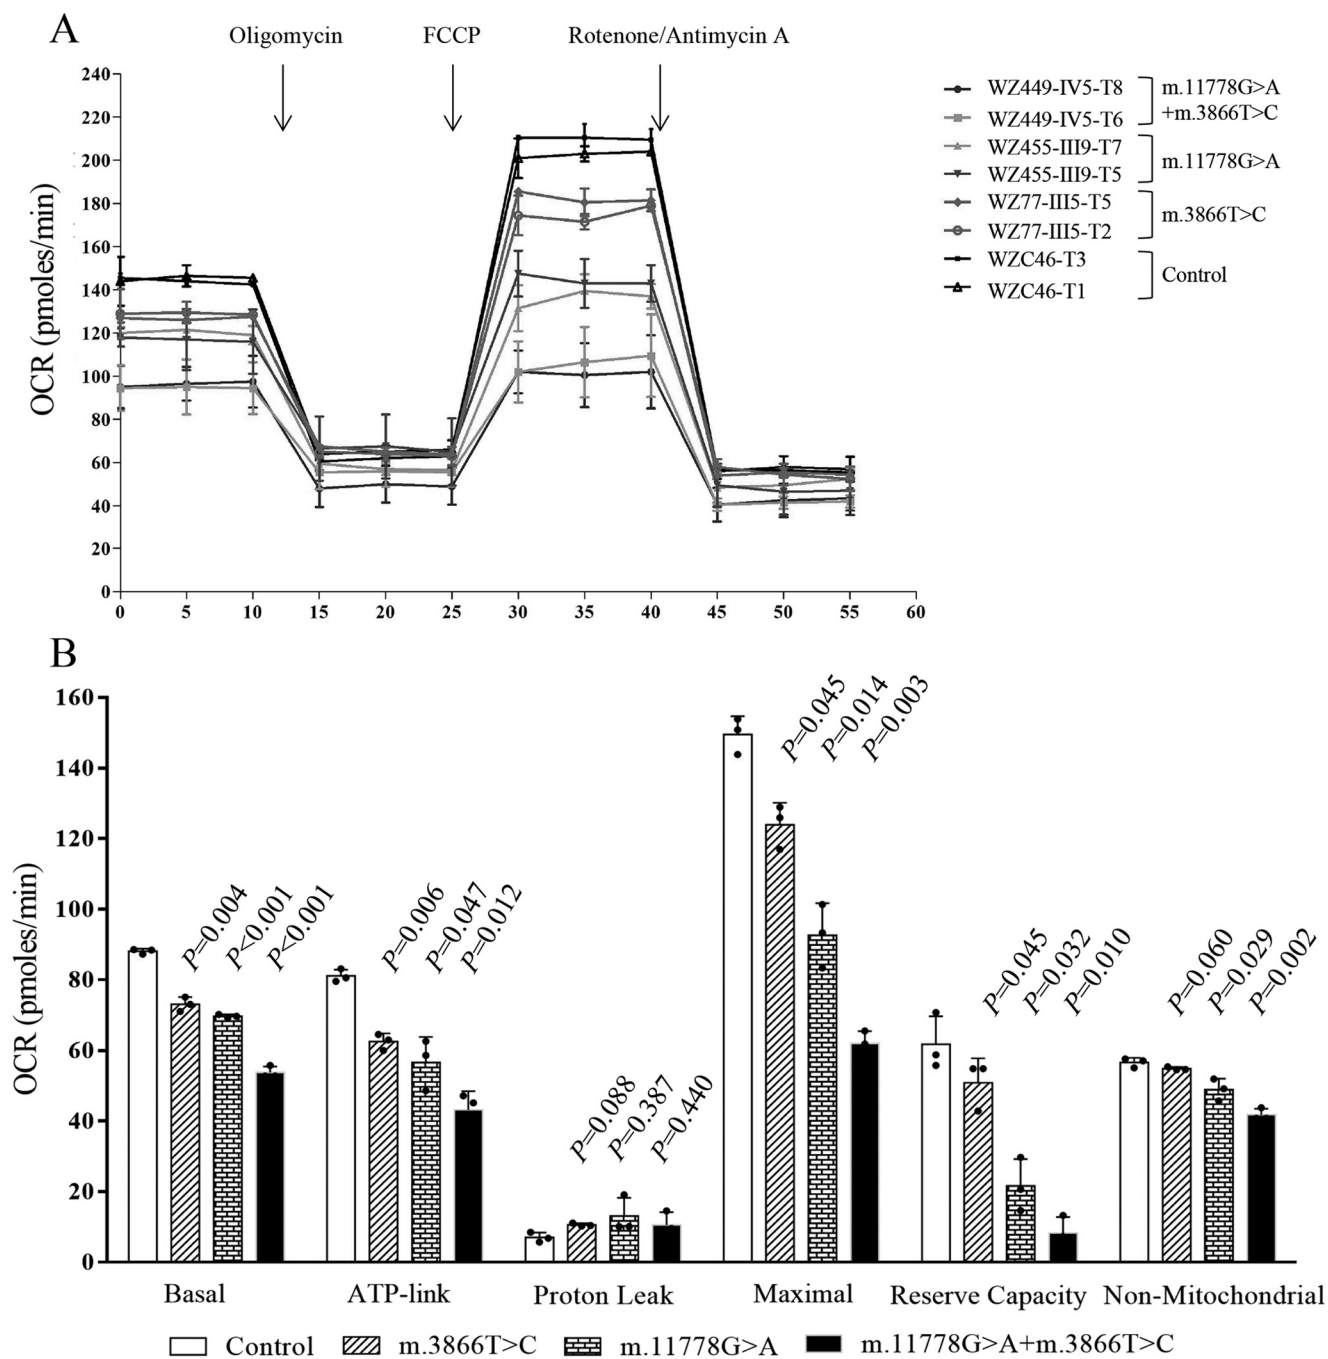 A
Oligomycin
FCCP
Rotenone/Antimycin A
OCR (pmoles/min)
240
220
200
180
160
140
120
100
80
60
40
20
0
0 5 10 15 20 25 30 35 40 45 50 55 60
WZ449-IV5-T8
WZ449-IV5-T6
m.11778G>A
+m.3866T>C
WZ455-III9-T7
WZ455-III9-T5
m.11778G>A
WZ77-III5-T5
WZ77-III5-T2
m.3866T>C
WZC46-T3
WZC46-T1
Control
B
OCR (pmoles/min)
160
140
120
100
80
60
40
20
0
P=0.004
P<0.001
P<0.001
P=0.006
P=0.047
P=0.012
P=0.088
P=0.387
P=0.440
P=0.045
P=0.014
P=0.003
P=0.045
P=0.032
P=0.010
P=0.060
P=0.029
P=0.002
Basal
ATP-link
Proton Leak
Maximal
Reserve Capacity
Non-Mitochondrial
Control
m.3866T>C
m.11778G>A
m.11778G>A+m.3866T>C